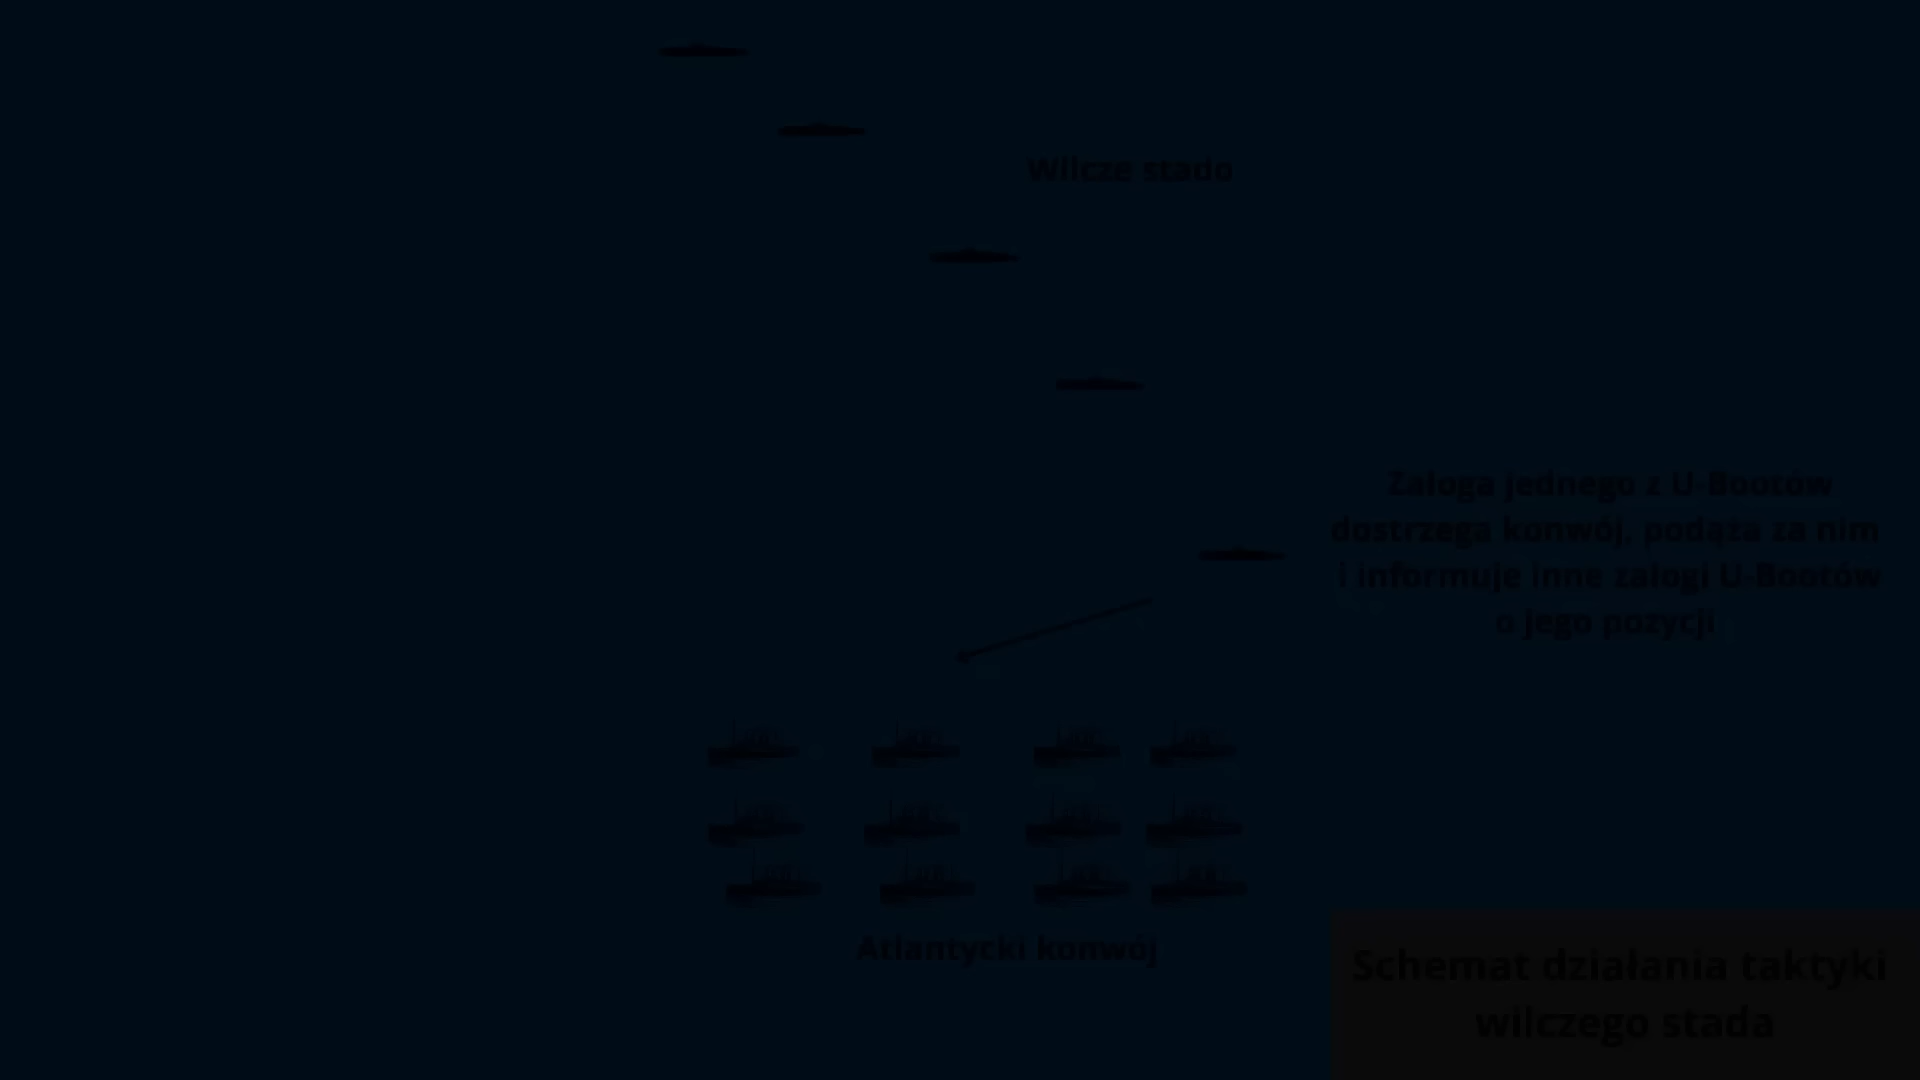 Wilcze stado
Załoga jednego z U-Bootów
dostrzega konwój, podąża za nim
i informuje inne załogi U-Bootów
o jego pozycji
Atlantycki konwój
Schemat działania taktyki
wilczego stada